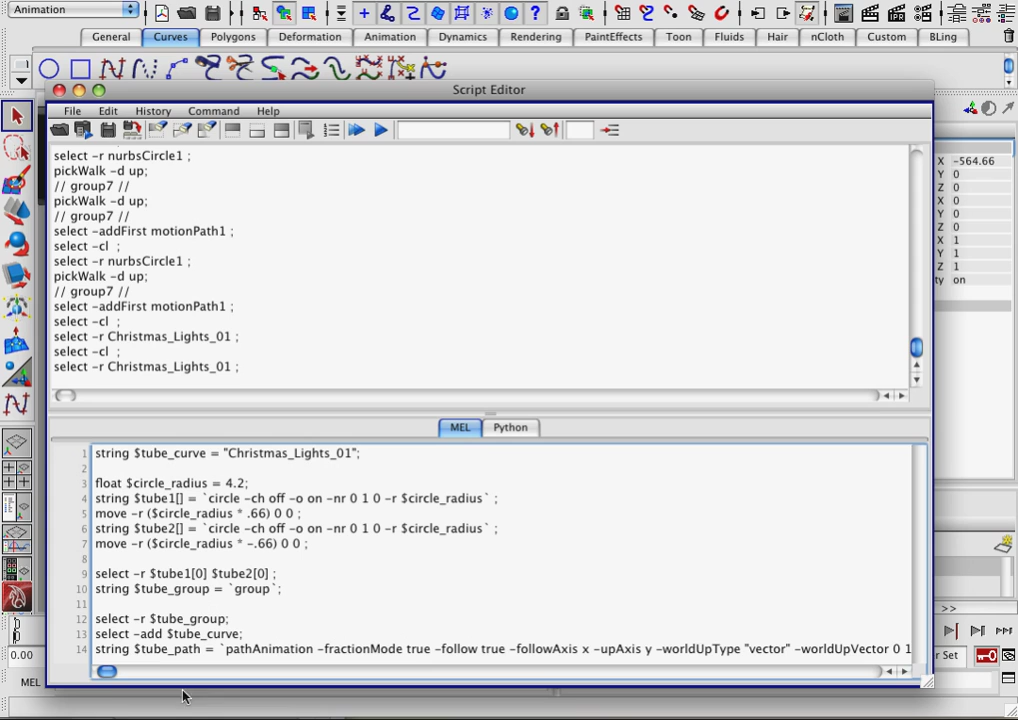 Animation
General Curves Polygons Deformation Animation Dynamics Rendering PaintEffects Toon Fluids Hair nCloth Custom BLing
Script Editor
File Edit History Command Help
select -r nurbsCircle1 ;
pickWalk -d up;
// group7 //
pickWalk -d up;
// group7 //
select -addFirst motionPath1 ;
select -cl ;
select -r nurbsCircle1 ;
pickWalk -d up;
// group7 //
select -addFirst motionPath1 ;
select -cl ;
select -r Christmas_Lights_01 ;
select -cl ;
select -r Christmas_Lights_01 ;
MEL Python
1 string $tube_curve = "Christmas_Lights_01";
2
3 float $circle_radius = 4.2;
4 string $tube1[] = `circle -ch off -o on -nr 0 1 0 -r $circle_radius` ;
5 move -r ($circle_radius * .66) 0 0 ;
6 string $tube2[] = `circle -ch off -o on -nr 0 1 0 -r $circle_radius` ;
7 move -r ($circle_radius * -.66) 0 0 ;
8
9 select -r $tube1[0] $tube2[0] ;
10 string $tube_group = `group`;
11
12 select -r $tube_group;
13 select -add $tube_curve;
14 string $tube_path = `pathAnimation -fractionMode true -follow true -followAxis x -upAxis y -worldUpType "vector" -worldUpVector 0 1
X -564.66
Y 0
Z 0
X 0
Y 0
Z 0
X 1
Y 1
Z 1
ty on
>>
0.00
r Set
MEL